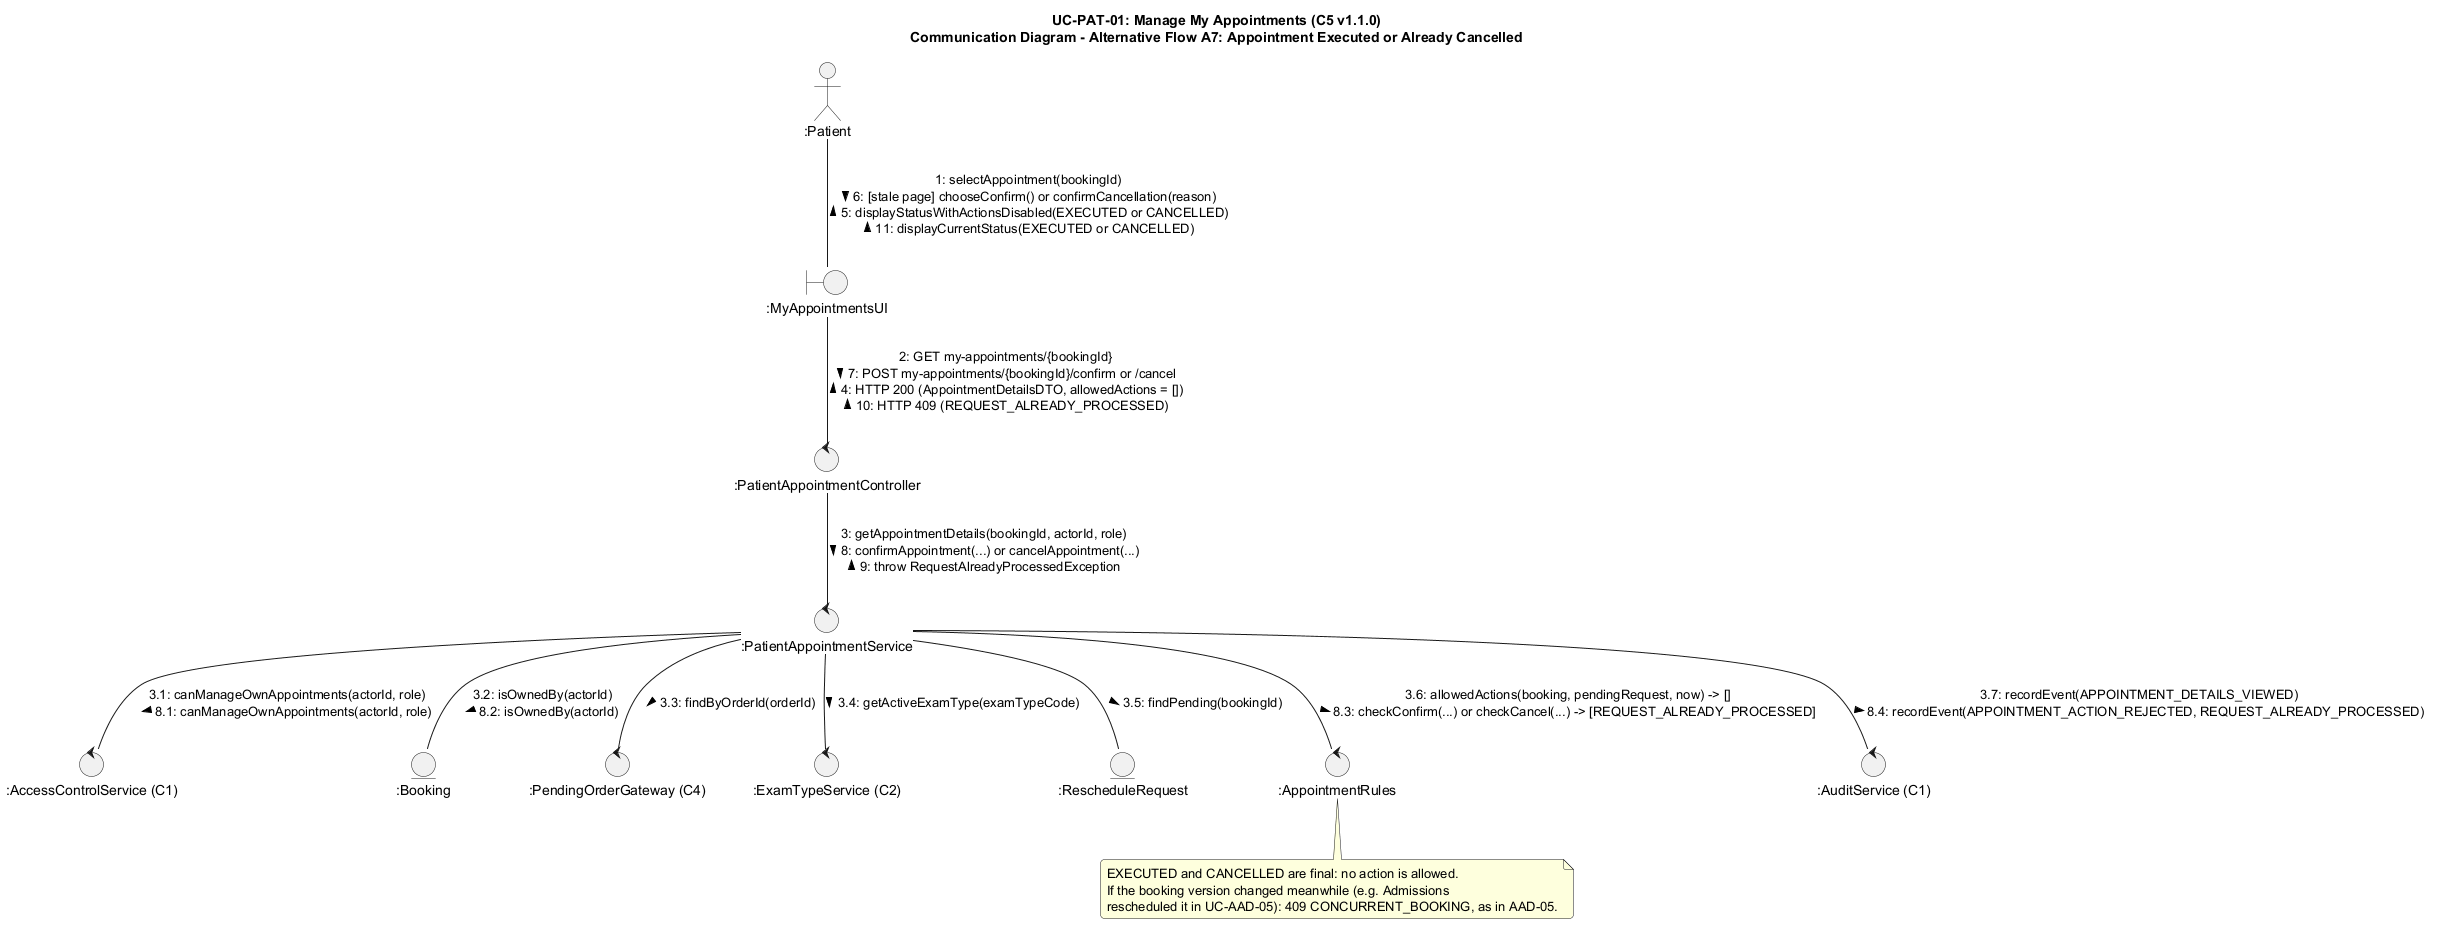 UC-PAT-01: Manage My Appointments (C5 v1.1.0)
Communication Diagram - Alternative Flow A7: Appointment Executed or Already Cancelled
:Patient
1: selectAppointment(bookingId)
6: [stale page] chooseConfirm() or confirmCancellation(reason)
5: displayStatusWithActionsDisabled(EXECUTED or CANCELLED)
11: displayCurrentStatus(EXECUTED or CANCELLED)
:MyAppointmentsUI
2: GET my-appointments/{bookingId}
7: POST my-appointments/{bookingId}/confirm or /cancel
4: HTTP 200 (AppointmentDetailsDTO, allowedActions = [])
10: HTTP 409 (REQUEST_ALREADY_PROCESSED)
:PatientAppointmentController
3: getAppointmentDetails(bookingId, actorId, role)
8: confirmAppointment(...) or cancelAppointment(...)
9: throw RequestAlreadyProcessedException
:PatientAppointmentService
3.1: canManageOwnAppointments(actorId, role)
8.1: canManageOwnAppointments(actorId, role)
3.2: isOwnedBy(actorId)
8.2: isOwnedBy(actorId)
3.3: findByOrderId(orderId)
3.4: getActiveExamType(examTypeCode)
3.5: findPending(bookingId)
3.6: allowedActions(booking, pendingRequest, now) -> []
8.3: checkConfirm(...) or checkCancel(...) -> [REQUEST_ALREADY_PROCESSED]
3.7: recordEvent(APPOINTMENT_DETAILS_VIEWED)
8.4: recordEvent(APPOINTMENT_ACTION_REJECTED, REQUEST_ALREADY_PROCESSED)
:AccessControlService (C1)
:Booking
:PendingOrderGateway (C4)
:ExamTypeService (C2)
:RescheduleRequest
:AppointmentRules
:AuditService (C1)
EXECUTED and CANCELLED are final: no action is allowed.
If the booking version changed meanwhile (e.g. Admissions
rescheduled it in UC-AAD-05): 409 CONCURRENT_BOOKING, as in AAD-05.